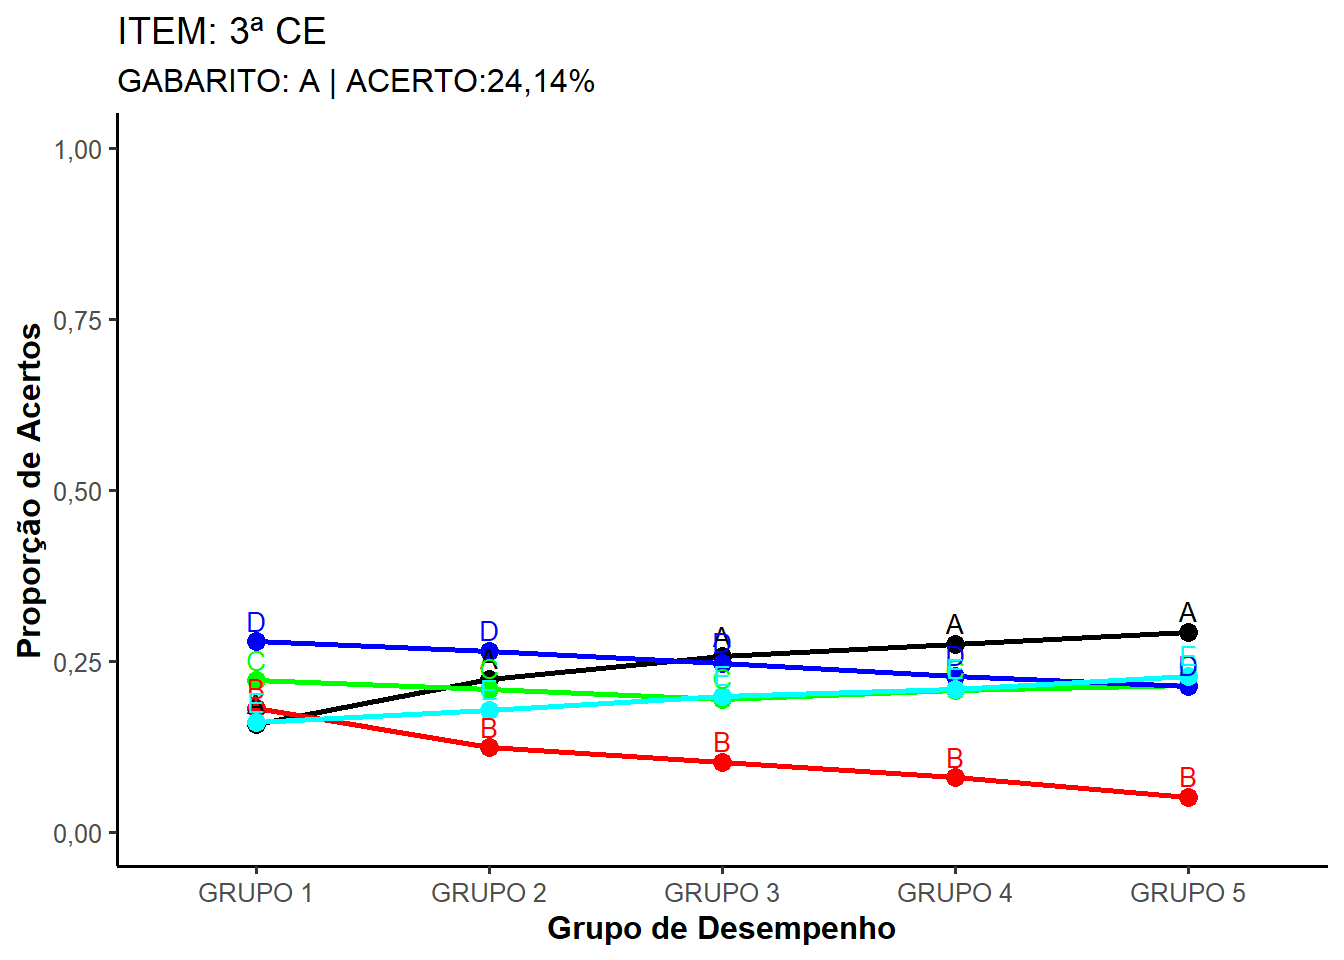 ITEM: 3ª CE
GABARITO: A | ACERTO:24,14%
1,00
0,75
0,50
0,25
0,00
Proporção de Acertos
D
C
B
D
A
B
A
D
C
B
A
D
B
A
E
D
B
GRUPO 1 GRUPO 2 GRUPO 3 GRUPO 4 GRUPO 5
Grupo de Desempenho